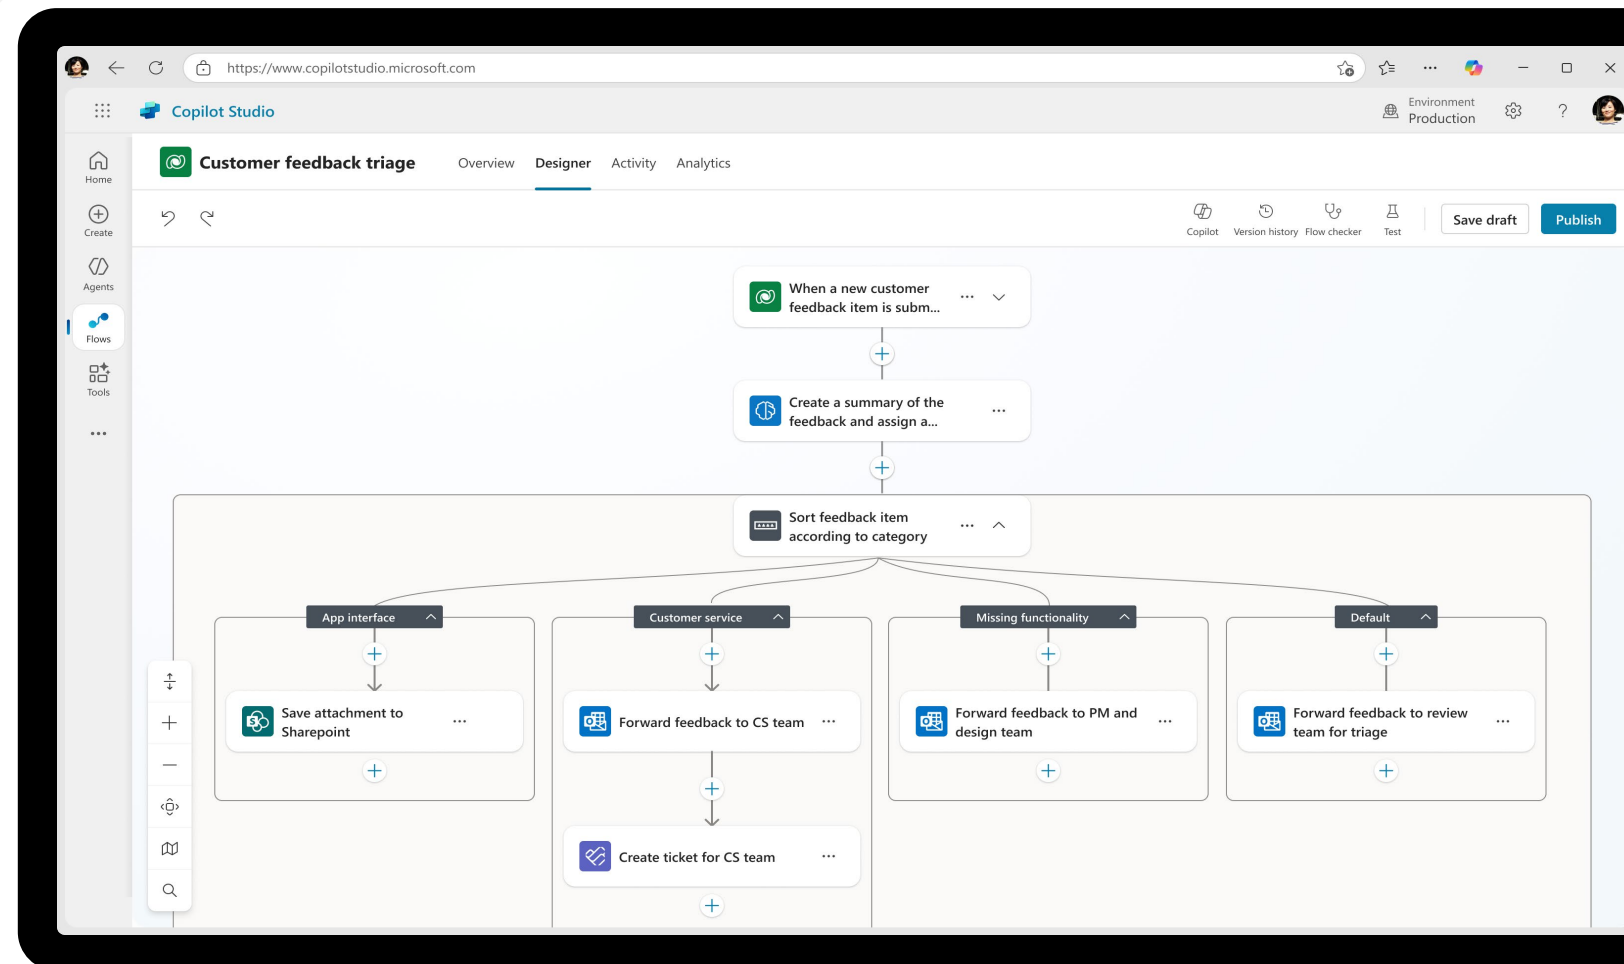 https://www.copilotstudio.microsoft.com
Copilot Studio
Environment
Production
Home
Create
Agents
Flows
Tools
Customer feedback triage
Overview
Designer
Activity
Analytics
Copilot
Version history
Flow checker
Test
Save draft
Publish
When a new customer
feedback item is subm...
Create a summary of the
feedback and assign a...
Sort feedback item
according to category
App interface
Customer service
Missing functionality
Default
Save attachment to
Sharepoint
Forward feedback to CS team
Forward feedback to PM and
design team
Forward feedback to review
team for triage
Create ticket for CS team